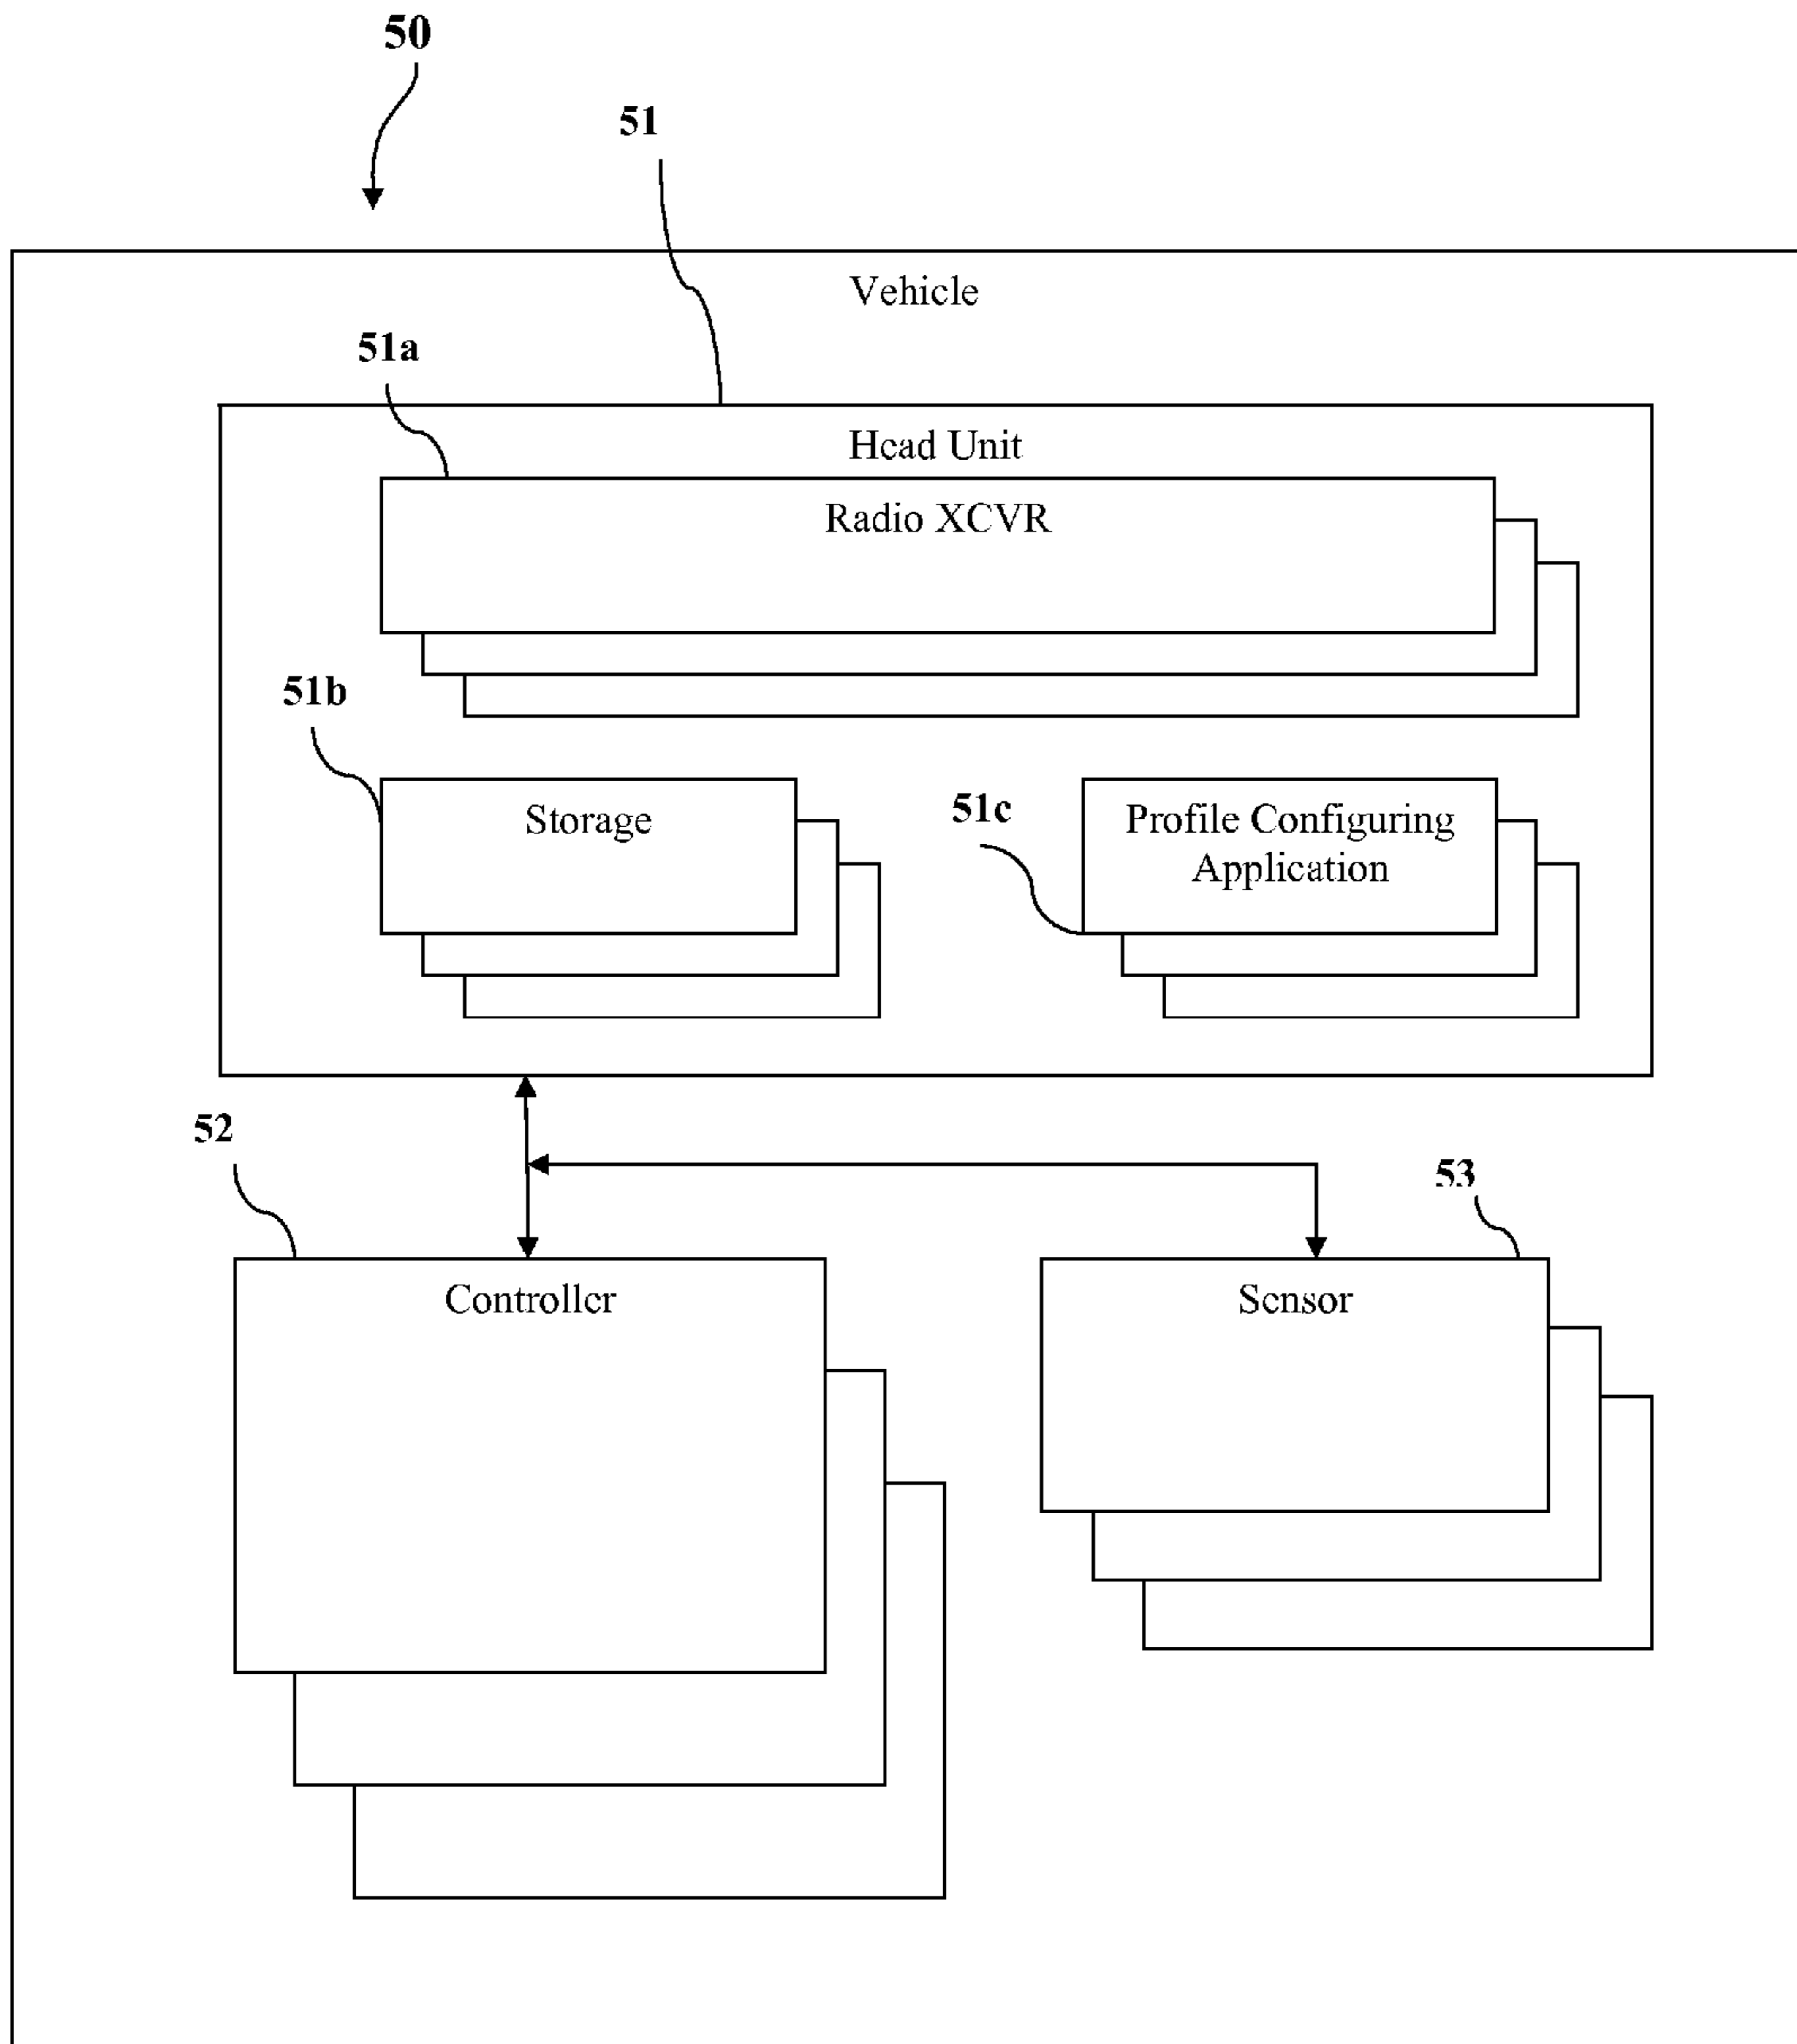 50
51
Vehicle
51a
Head Unit
Radio XCVR
51b
Storage
51c
Profile Configuring
Application
52
53
Controller
Sensor